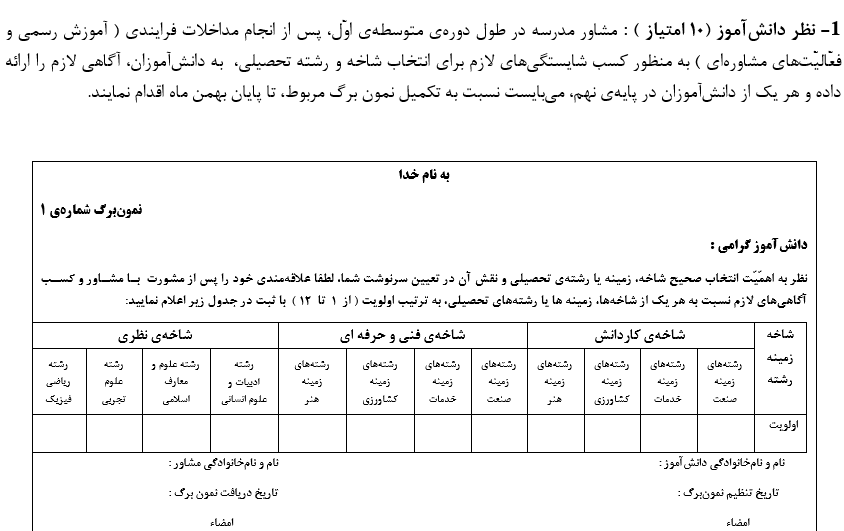 1- نظر دانش‌آموز (۱۰ امتیاز ) : مشاور مدرسه در طول دوره‌ی متوسطه‌ی اوّل، پس از انجام مداخلات فرایندی ( آموزش رسمی و
فعّالیّت‌های مشاوره‌ای ) به منظور کسب شایستگی‌های لازم برای انتخاب شاخه و رشته تحصیلی، به دانش‌آموزان، آگاهی لازم را ارائه
داده و هر یک از دانش‌آموزان در پایه‌ی نهم، می‌بایست نسبت به تکمیل نمون برگ مربوط، تا پایان بهمن ماه اقدام نمایند.
به نام خدا
نمون‌برگ شماره‌ی ۱
دانش‌آموز گرامی :
نظر به اهمّیّت انتخاب صحیح شاخه، زمینه یا رشته‌ی تحصیلی و نقش آن در تعیین سرنوشت شما، لطفا علاقه‌مندی خود را پس از مشورت با مشاور و کسب
آگاهی‌های لازم نسبت به هر یک از شاخه‌ها، زمینه ها یا رشته‌های تحصیلی، به ترتیب اولویت ( از ۱ تا ۱۲ ) با ثبت در جدول زیر اعلام نمایید:
شاخه زمینه رشته
شاخه‌ی کاردانش
شاخه‌ی فنی و حرفه ای
شاخه‌ی نظری
رشته‌های زمینه صنعت
رشته‌های زمینه خدمات
رشته‌های زمینه کشاورزی
رشته‌های زمینه هنر
رشته‌های زمینه صنعت
رشته‌های زمینه خدمات
رشته‌های زمینه کشاورزی
رشته‌های زمینه هنر
رشته ادبیات و علوم انسانی
رشته علوم و معارف اسلامی
رشته علوم تجربی
رشته ریاضی فیزیک
اولویت
نام و نام‌خانوادگی دانش آموز :
نام و نام‌خانوادگی مشاور :
تاریخ تنظیم نمون‌برگ :
تاریخ دریافت نمون برگ :
امضاء
امضاء